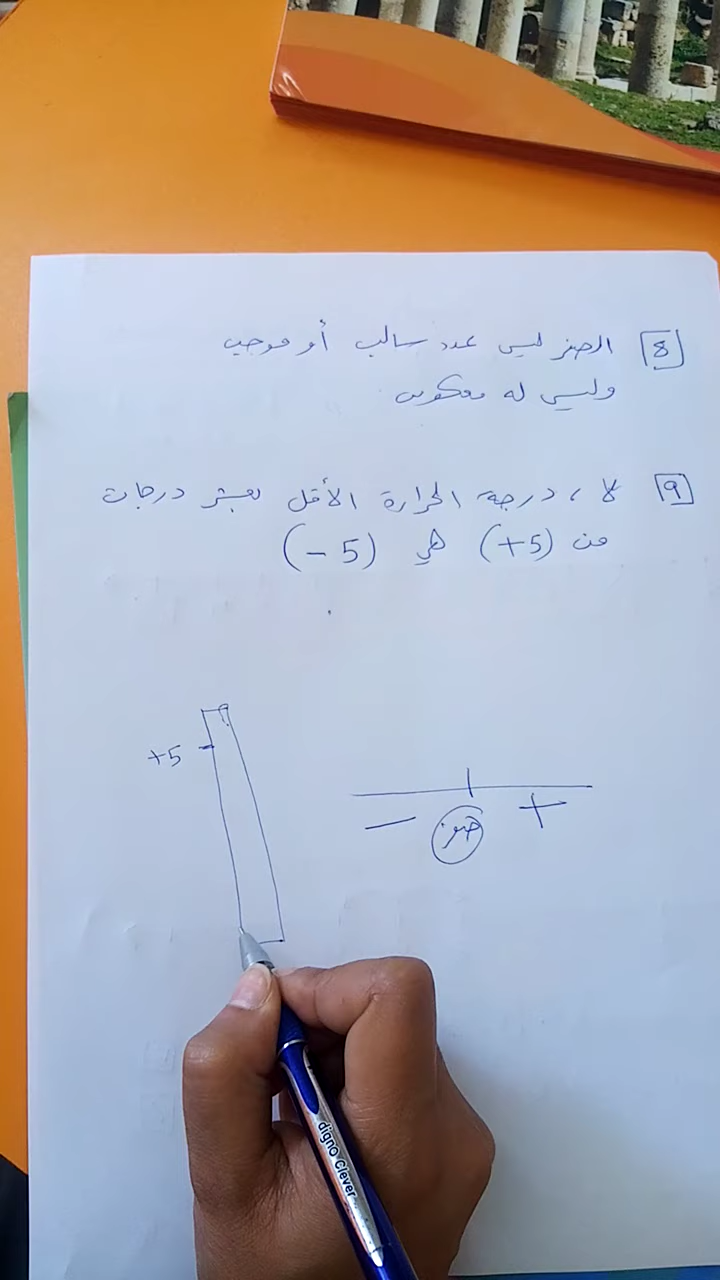 [8] الصفر ليس عدد سالب أو موجب
وليس له معكوس
[9] لا ، درجة الحرارة الأقل بعشر درجات
من (+5) هي (-5)
+5
- صفر +
digno Clever